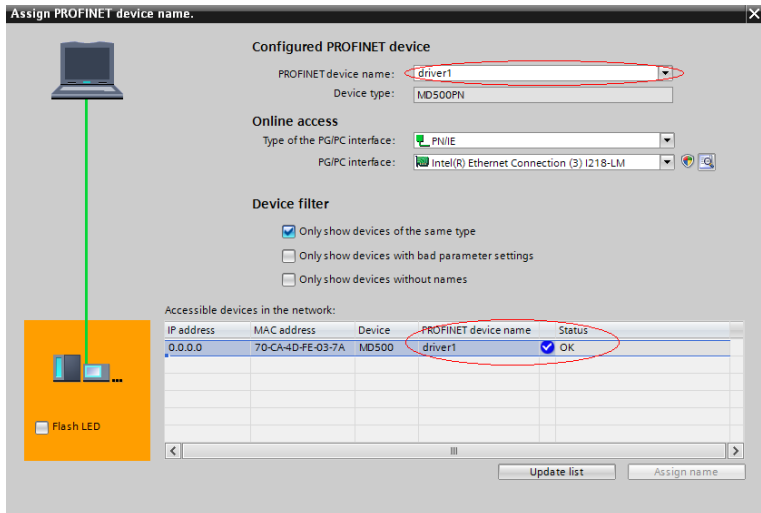 Assign PROFINET device name.
Configured PROFINET device
PROFINET device name: driver1
Device type: MD500PN
Online access
Type of the PG/PC interface: PN/IE
PG/PC interface: Intel(R) Ethernet Connection (3) I218-LM
Device filter
Only show devices of the same type
Only show devices with bad parameter settings
Only show devices without names
Accessible devices in the network:
IP address MAC address Device PROFINET device name Status
0.0.0.0 70-CA-4D-FE-03-7A MD500 driver1 OK
...
Flash LED
Update list Assign name